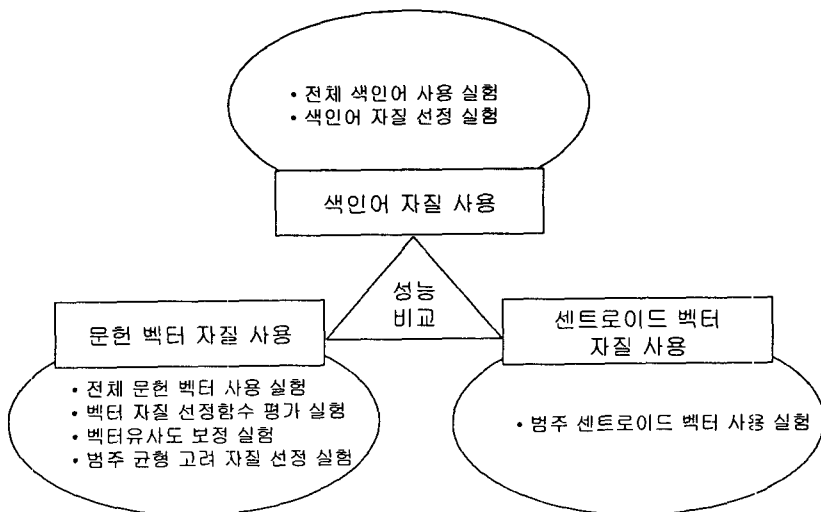 • 전체 색인어 사용 실험
• 색인어 자질 선정 실험
색인어 자질 사용
성능
비교
문헌 벡터 자질 사용
• 전체 문헌 벡터 사용 실험
• 벡터 자질 선정함수 평가 실험
• 벡터유사도 보정 실험
• 범주 균형 고려 자질 선정 실험
센트로이드 벡터
자질 사용
• 범주 센트로이드 벡터 사용 실험